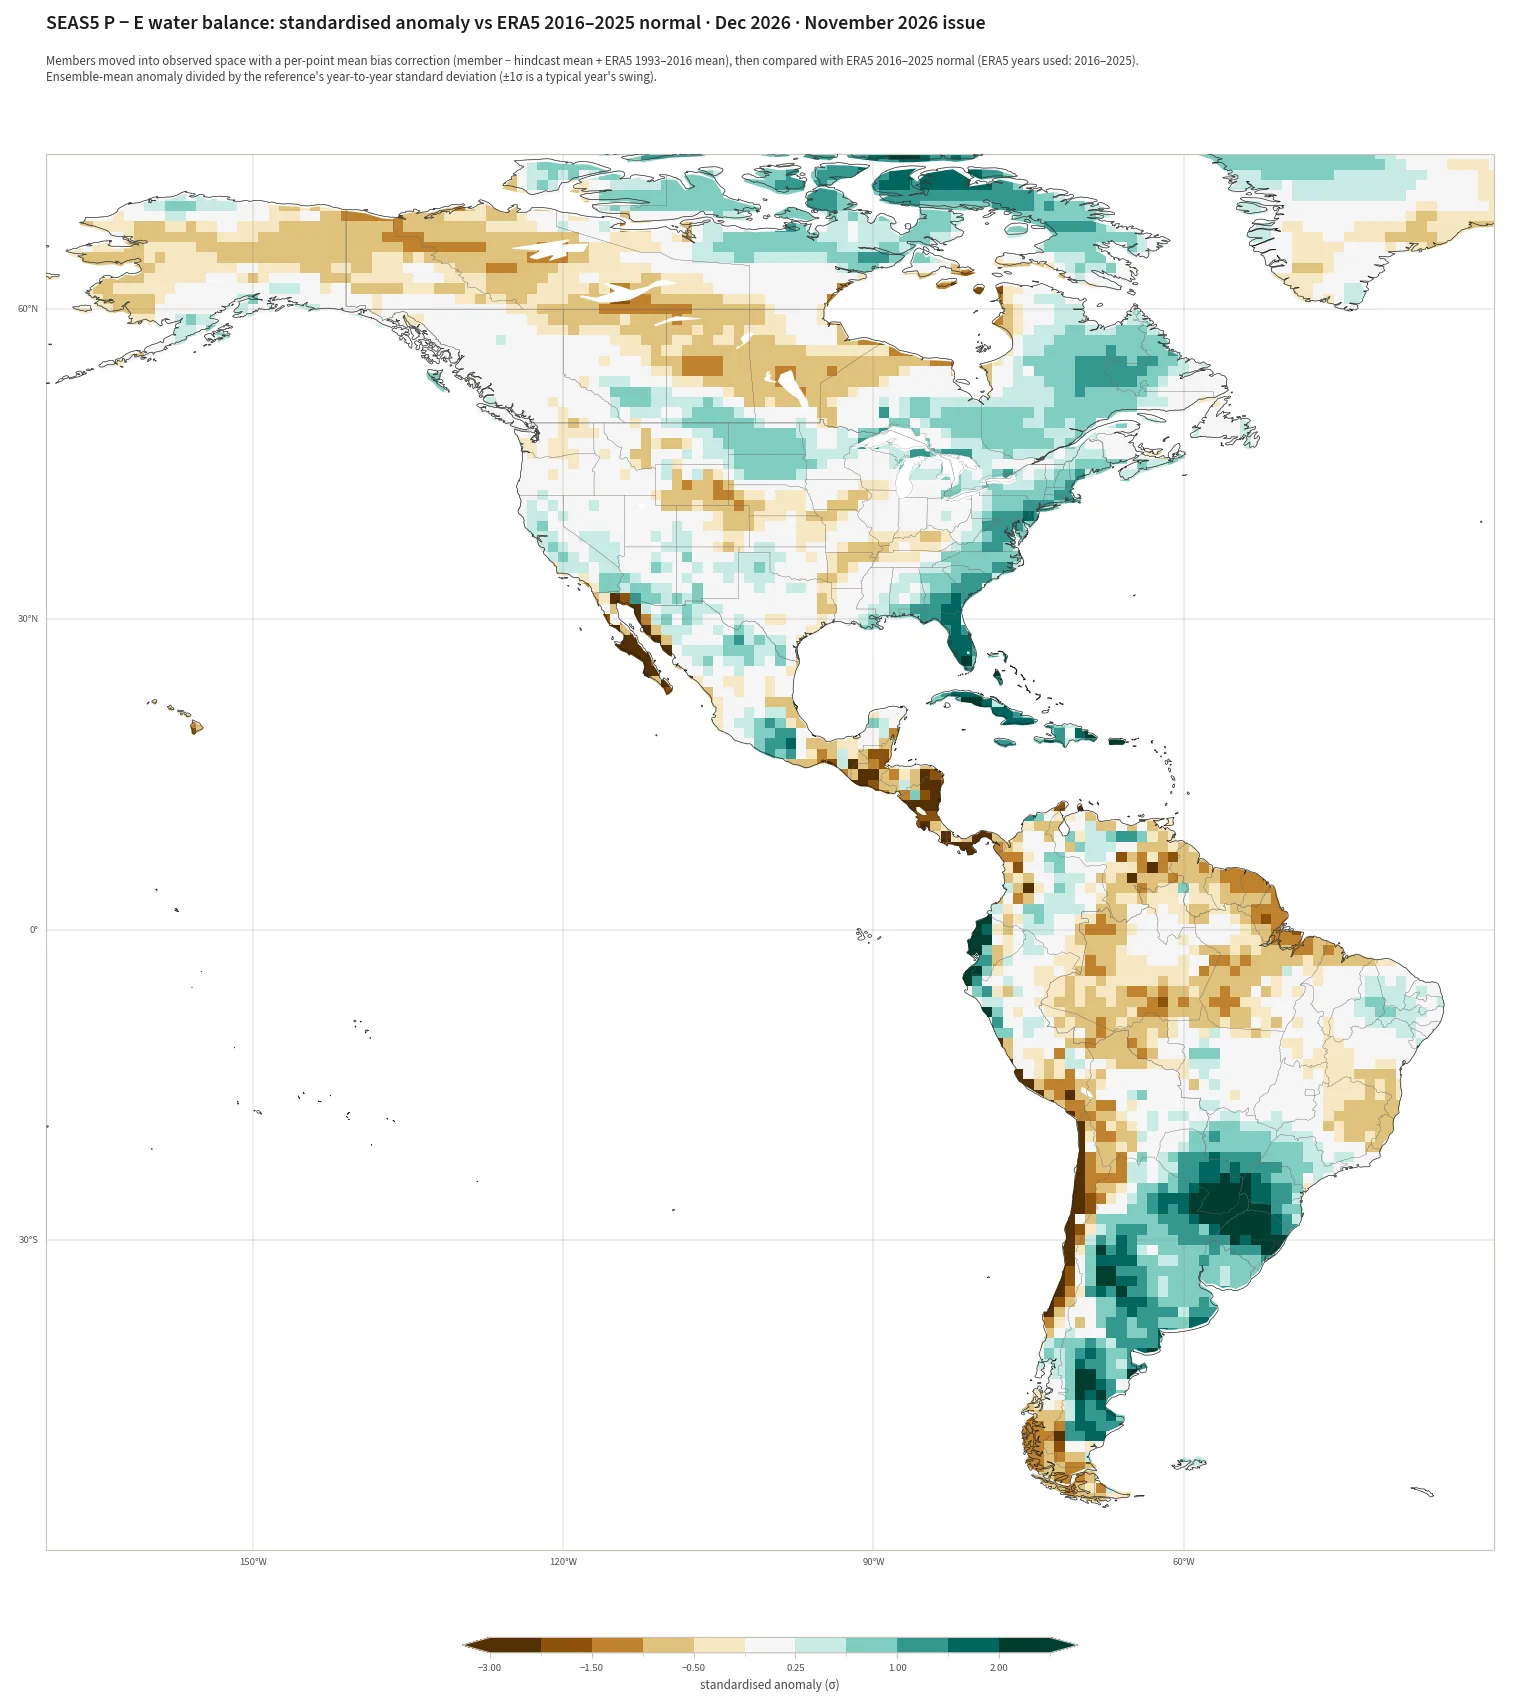 SEAS5 P − E water balance: standardised anomaly vs ERA5 2016–2025 normal · Dec 2026 · November 2026 issue
Members moved into observed space with a per-point mean bias correction (member − hindcast mean + ERA5 1993–2016 mean), then compared with ERA5 2016–2025 normal (ERA5 years used: 2016–2025).
Ensemble-mean anomaly divided by the reference's year-to-year standard deviation (±1σ is a typical year's swing).
60°N
30°N
0°
30°S
150°W
120°W
90°W
60°W
−3.00
−1.50
−0.50
0.25
1.00
2.00
standardised anomaly (σ)